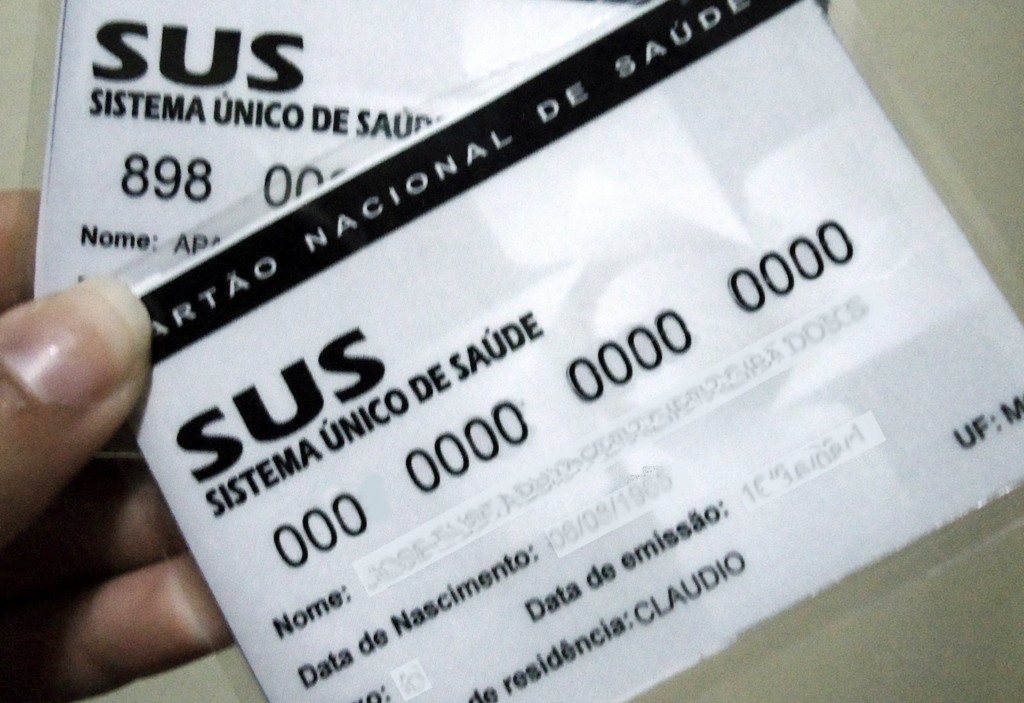 SUS
SISTEMA ÚNICO DE
898
Nome:
CARTÃO NACIONAL DE SAÚDE
SUS
SISTEMA ÚNICO DE SAÚDE
000 0000 0000 0000
Nome:
Data de Nascimento:
UF:
Data de emissão:
de residência: CLAUDIO